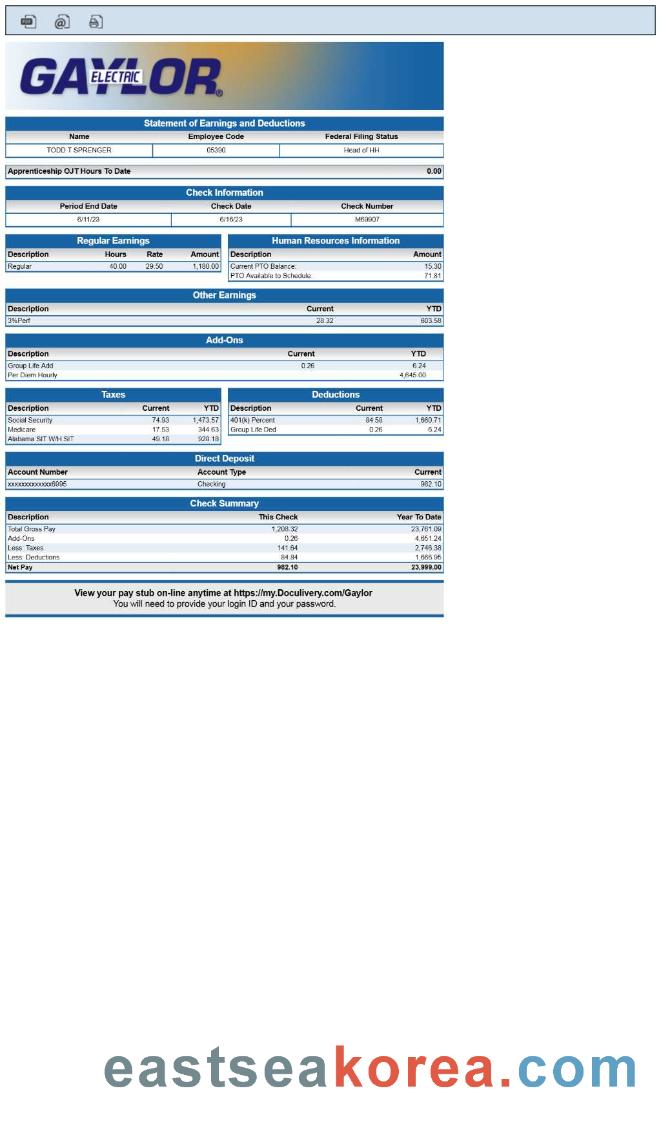 GAYLOR ELECTRIC®
Statement of Earnings and Deductions
Name Employee Code Federal Filing Status
TODD T SPRENGER 05390 Head of HH
Apprenticeship OJT Hours To Date 0.00
Check Information
Period End Date Check Date Check Number
6/11/23 6/16/23 M69907
Regular Earnings
Description Hours Rate Amount
Regular 40.00 29.50 1,180.00
Human Resources Information
Description Amount
Current PTO Balance: 15.30
PTO Available to Schedule: 71.81
Other Earnings
Description Current YTD
3%Perf 28.32 603.58
Add-Ons
Description Current YTD
Group Life Add 0.26 6.24
Per Diem Hourly 4,645.00
Taxes
Description Current YTD
Social Security 74.93 1,473.57
Medicare 17.53 344.63
Alabama SIT W/H SIT 49.18 928.18
Deductions
Description Current YTD
401(k) Percent 84.58 1,660.71
Group Life Ded 0.26 6.24
Direct Deposit
Account Number Account Type Current
xxxxxxxxxxxxx6995 Checking 982.10
Check Summary
Description This Check Year To Date
Total Gross Pay 1,208.32 23,761.09
Add-Ons 0.26 4,651.24
Less: Taxes 141.64 2,746.38
Less: Deductions 84.84 1,666.95
Net Pay 982.10 23,999.00
View your pay stub on-line anytime at https://my.Doculivery.com/Gaylor
You will need to provide your login ID and your password.
eastseakorea.com